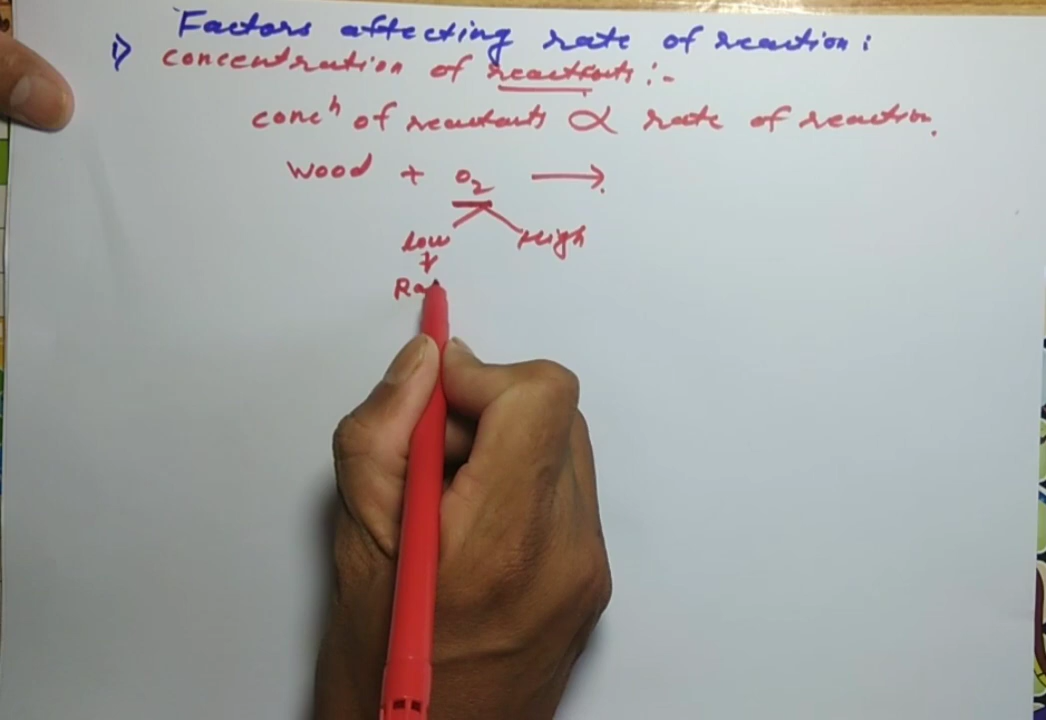 Factors affecting rate of reaction :
1) concentration of reactants :-
concn of reactants ∝ rate of reaction.
wood + O2 ⟶
low High
Ra